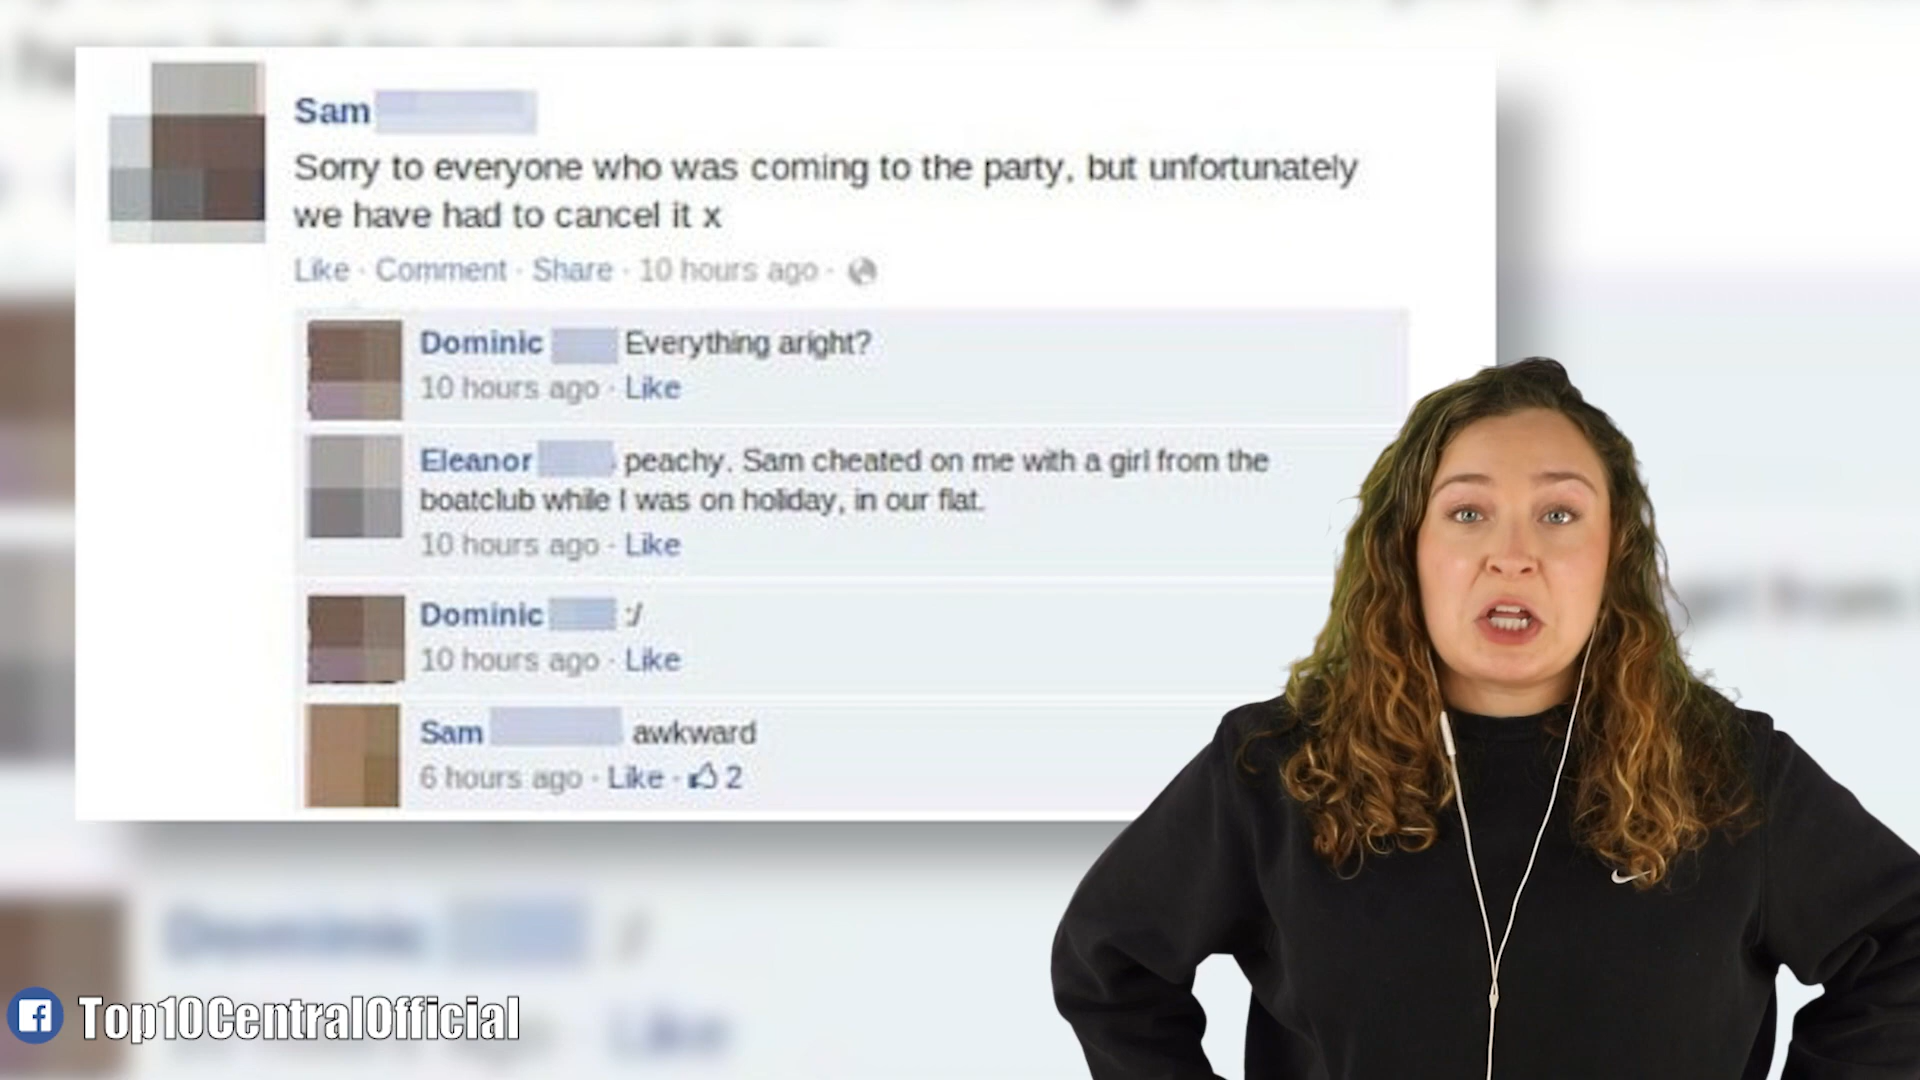 Sam
Sorry to everyone who was coming to the party, but unfortunately
we have had to cancel it x
Like · Comment · Share · 10 hours ago ·
Dominic Everything aright?
10 hours ago · Like
Eleanor peachy. Sam cheated on me with a girl from the
boatclub while I was on holiday, in our flat.
10 hours ago · Like
Dominic :/
10 hours ago · Like
Sam awkward
6 hours ago · Like · 2
Top10CentralOfficial